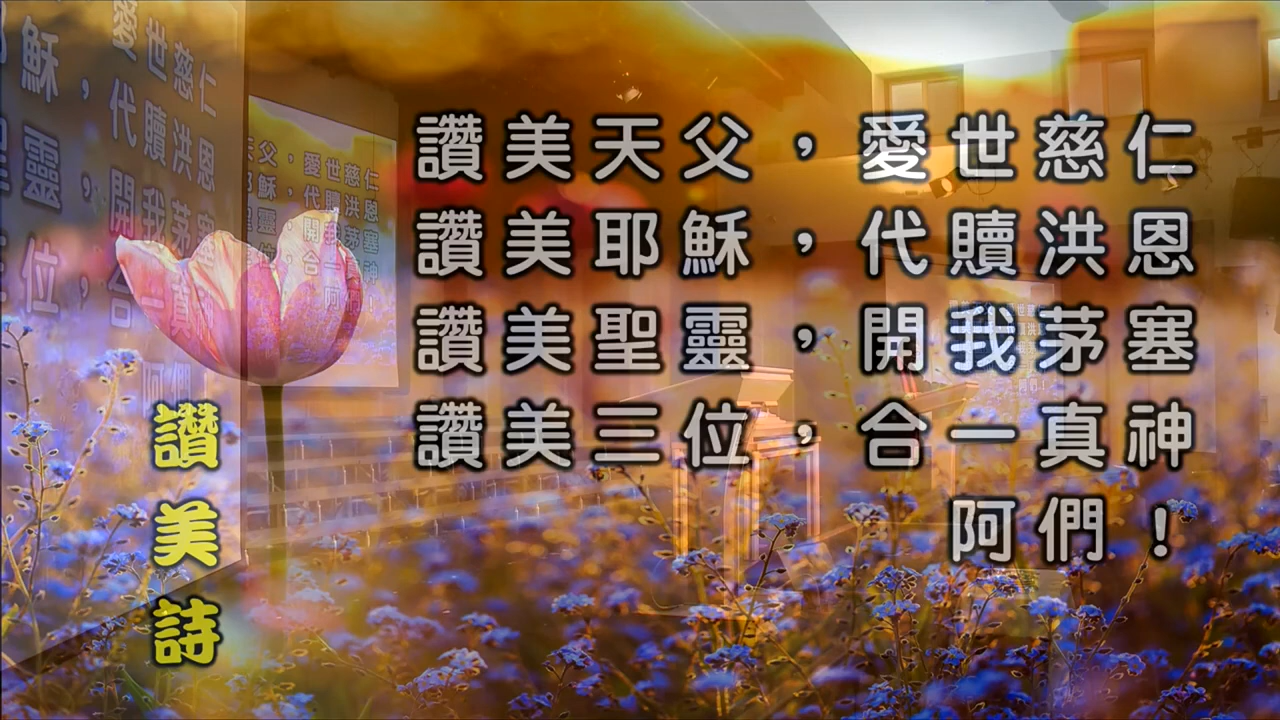 讚美天父，愛世慈仁
讚美耶穌，代贖洪恩
讚美聖靈，開我茅塞
讚美三位，合一真神
阿們！
讚美詩